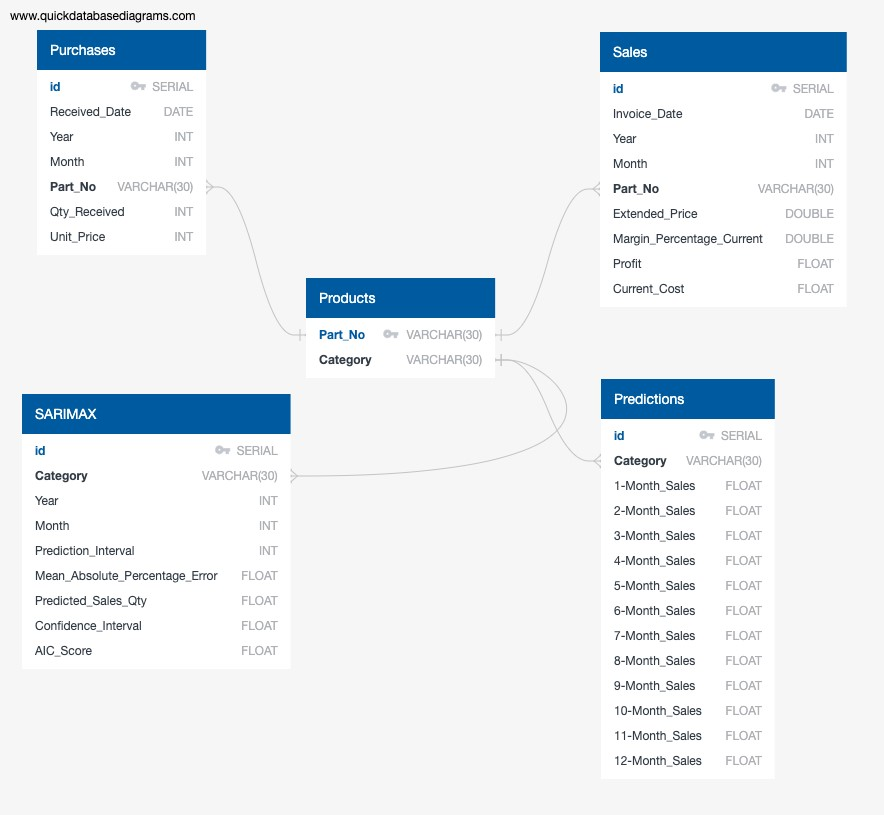 www.quickdatabasediagrams.com
Purchases
id SERIAL
Received_Date DATE
Year INT
Month INT
Part_No VARCHAR(30)
Qty_Received INT
Unit_Price INT
Sales
id SERIAL
Invoice_Date DATE
Year INT
Month INT
Part_No VARCHAR(30)
Extended_Price DOUBLE
Margin_Percentage_Current DOUBLE
Profit FLOAT
Current_Cost FLOAT
Products
Part_No VARCHAR(30)
Category VARCHAR(30)
SARIMAX
id SERIAL
Category VARCHAR(30)
Year INT
Month INT
Prediction_Interval INT
Mean_Absolute_Percentage_Error FLOAT
Predicted_Sales_Qty FLOAT
Confidence_Interval FLOAT
AIC_Score FLOAT
Predictions
id SERIAL
Category VARCHAR(30)
1-Month_Sales FLOAT
2-Month_Sales FLOAT
3-Month_Sales FLOAT
4-Month_Sales FLOAT
5-Month_Sales FLOAT
6-Month_Sales FLOAT
7-Month_Sales FLOAT
8-Month_Sales FLOAT
9-Month_Sales FLOAT
10-Month_Sales FLOAT
11-Month_Sales FLOAT
12-Month_Sales FLOAT